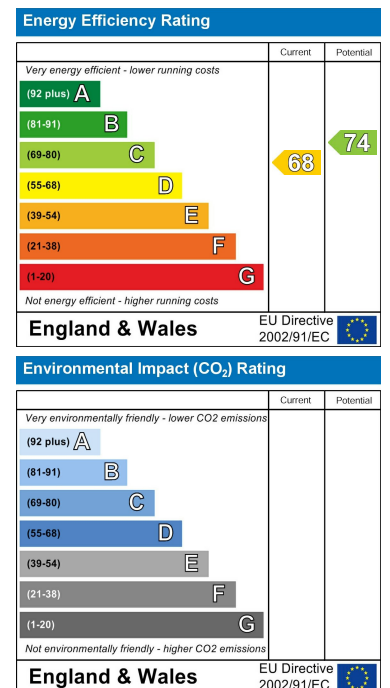 Energy Efficiency Rating
Current Potential
Very energy efficient - lower running costs
(92 plus) A
(81-91) B
(69-80) C
(55-68) D
(39-54) E
(21-38) F
(1-20) G
68
74
Not energy efficient - higher running costs
England & Wales
EU Directive
2002/91/EC
Environmental Impact (CO₂) Rating
Current Potential
Very environmentally friendly - lower CO2 emissions
(92 plus) A
(81-91) B
(69-80) C
(55-68) D
(39-54) E
(21-38) F
(1-20) G
Not environmentally friendly - higher CO2 emissions
England & Wales
EU Directive
2002/91/EC